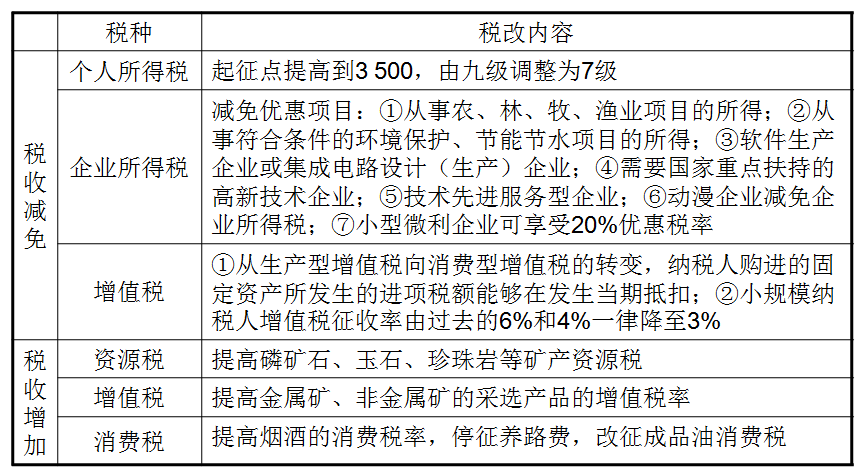 税种 税改内容
税收减免
个人所得税 起征点提高到3 500，由九级调整为7级
企业所得税
减免优惠项目：①从事农、林、牧、渔业项目的所得；②从
事符合条件的环境保护、节能节水项目的所得；③软件生产
企业或集成电路设计（生产）企业；④需要国家重点扶持的
高新技术企业；⑤技术先进服务型企业；⑥动漫企业减免企
业所得税；⑦小型微利企业可享受20%优惠税率
增值税
①从生产型增值税向消费型增值税的转变，纳税人购进的固
定资产所发生的进项税额能够在发生当期抵扣；②小规模纳
税人增值税征收率由过去的6%和4%一律降至3%
税收增加
资源税 提高磷矿石、玉石、珍珠岩等矿产资源税
增值税 提高金属矿、非金属矿的采选产品的增值税率
消费税 提高烟酒的消费税率，停征养路费，改征成品油消费税